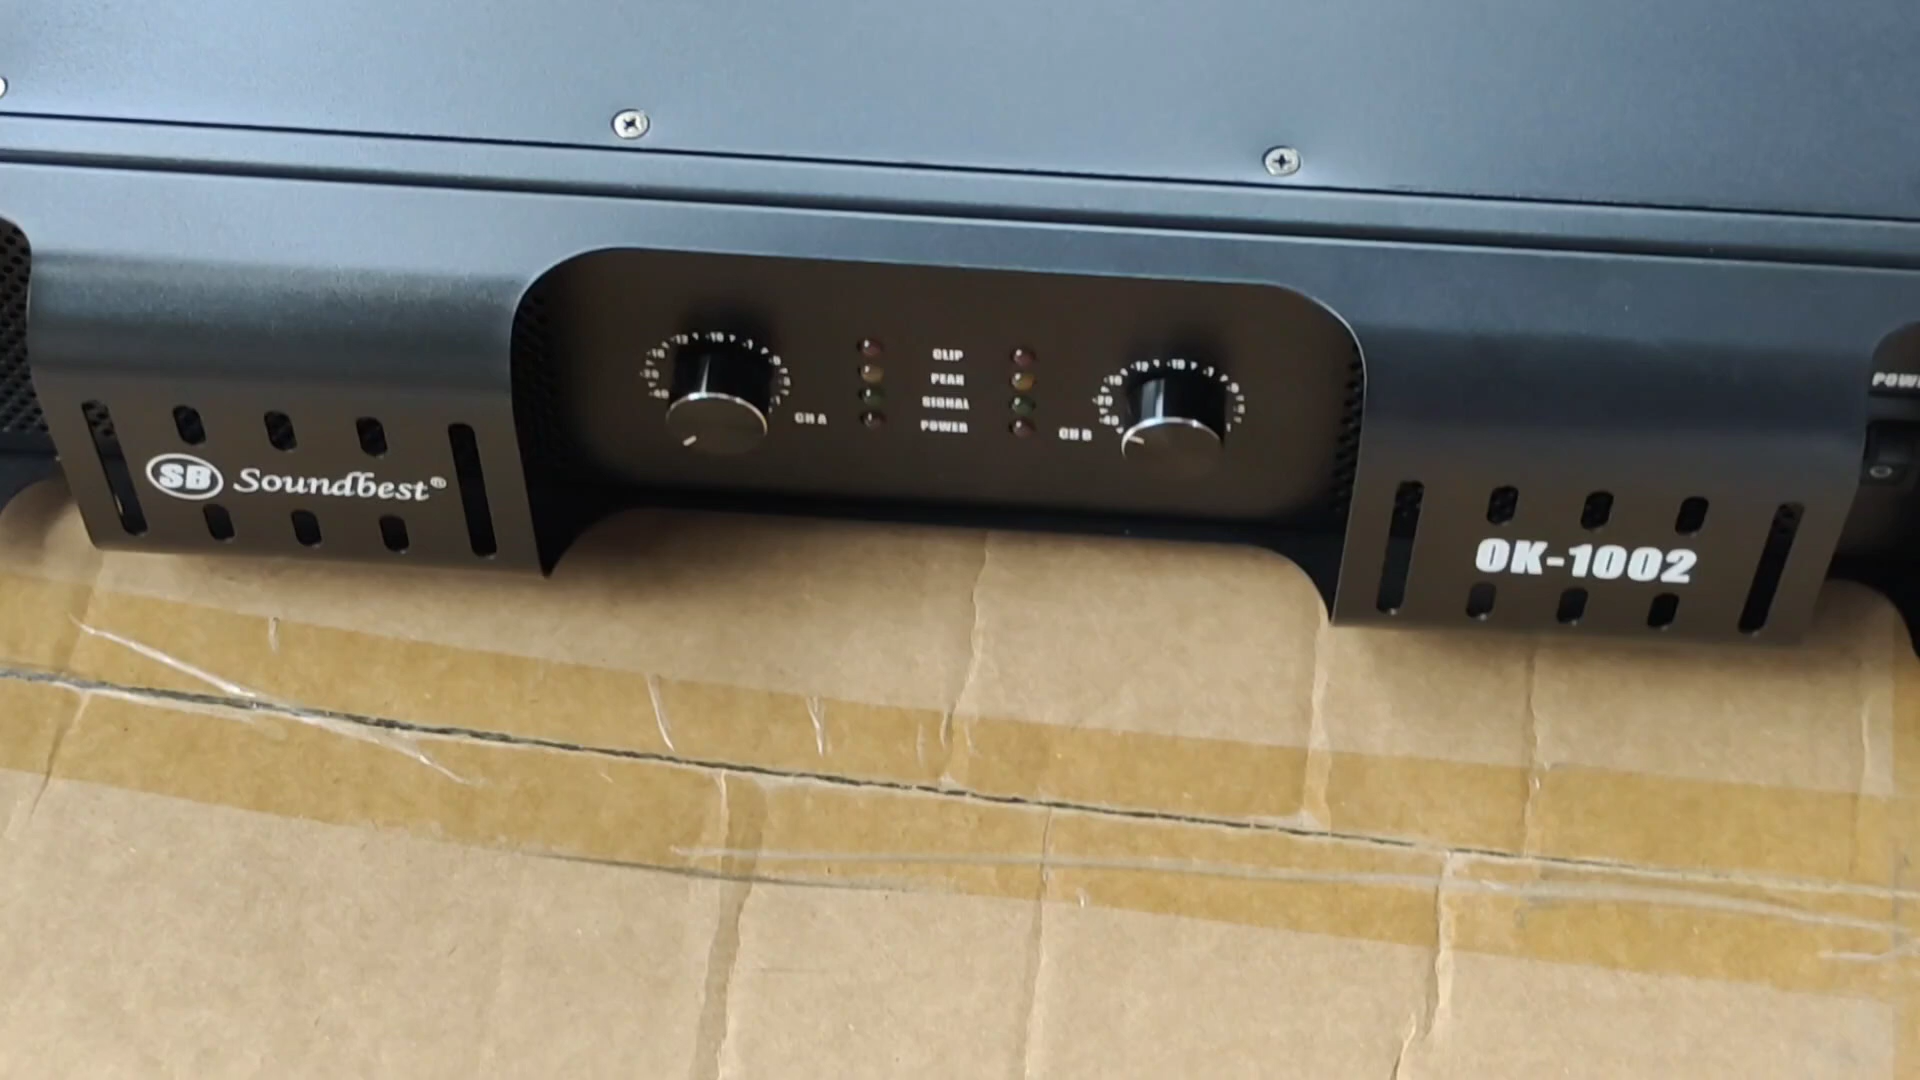 SB Soundbest®
CH A
CLIP
PEAK
SIGNAL
POWER
CH B
OK-1002